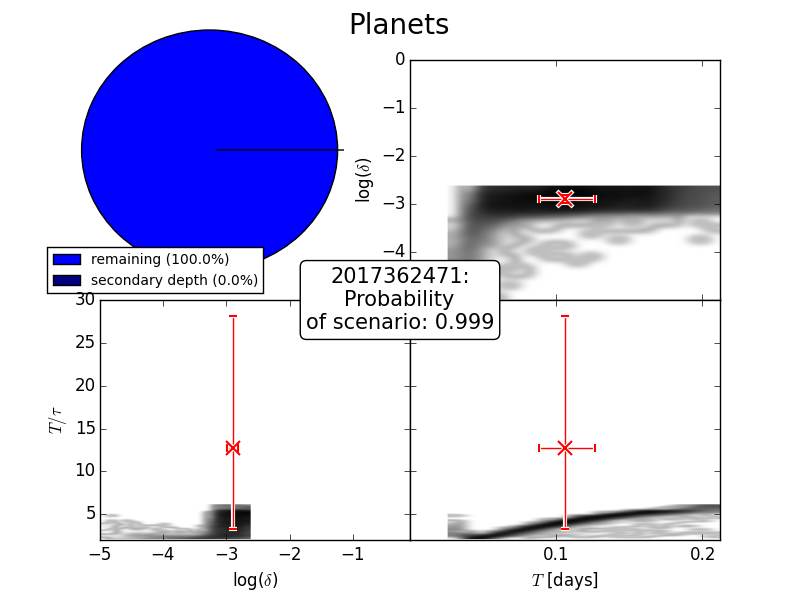 Planets
remaining (100.0%)
secondary depth (0.0%)
log(δ)
0
−1
−2
−3
−4
2017362471:
Probability
of scenario: 0.999
T/τ
30
25
20
15
10
5
−5
−4
−3
−2
−1
log(δ)
0.1
0.2
T [days]